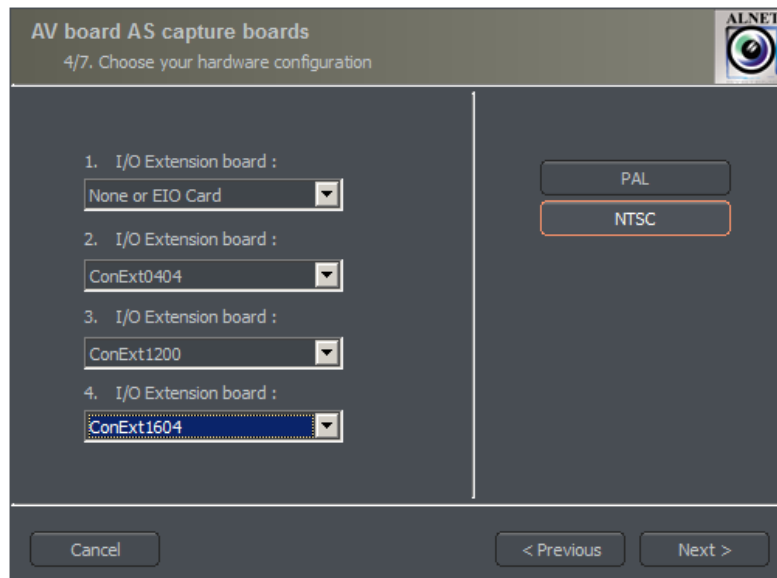 AV board AS capture boards
4/7. Choose your hardware configuration
ALNET
1. I/O Extension board :
None or EIO Card
2. I/O Extension board :
ConExt0404
3. I/O Extension board :
ConExt1200
4. I/O Extension board :
ConExt1604
PAL
NTSC
Cancel
< Previous
Next >